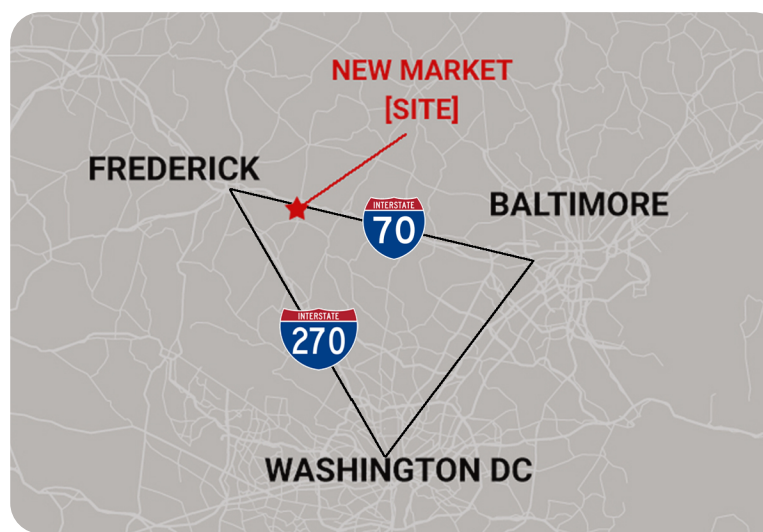 NEW MARKET
[SITE]
FREDERICK
BALTIMORE
INTERSTATE
70
INTERSTATE
270
WASHINGTON DC